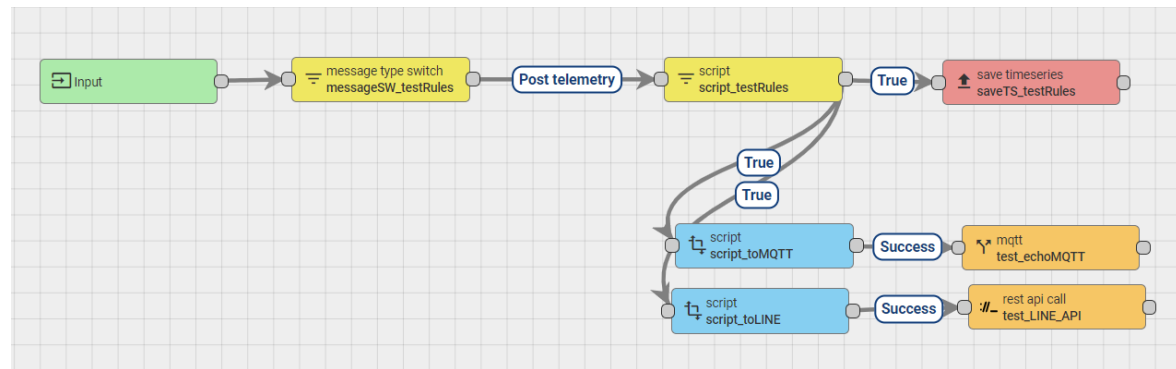 Input
message type switch
messageSW_testRules
Post telemetry
script
script_testRules
True
save timeseries
saveTS_testRules
True
True
script
script_toMQTT
Success
mqtt
test_echoMQTT
script
script_toLINE
Success
rest api call
test_LINE_API